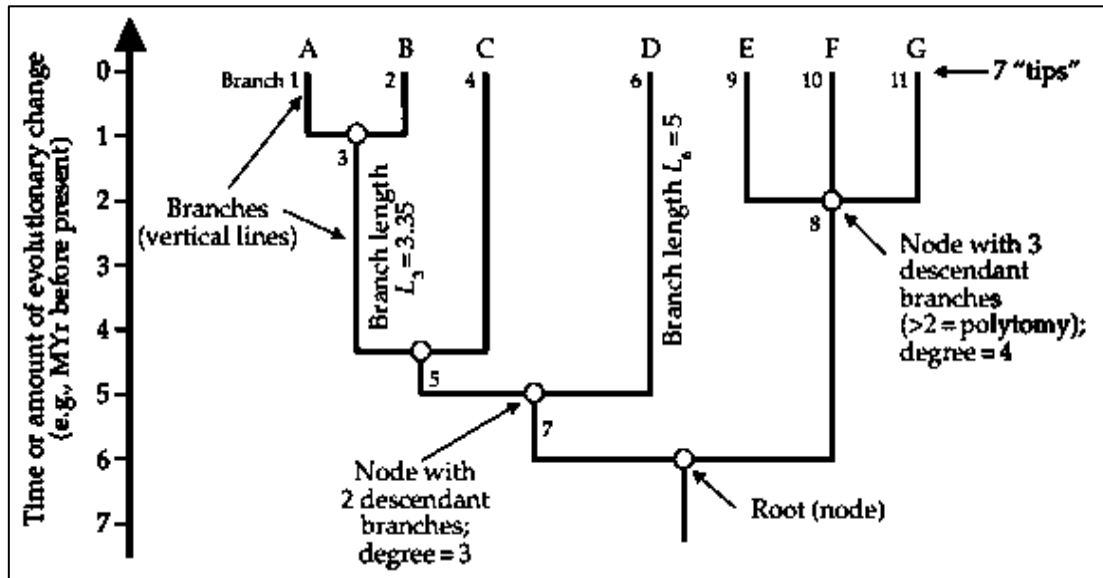 Time or amount of evolutionary change
(e.g., MYr before present)
0
1
2
3
4
5
6
7
A
B
C
D
E
F
G
Branch 1
2
4
6
9
10
11
7 "tips"
3
Branches
(vertical lines)
Branch length
L₃ = 3.35
Branch length L₆ = 5
8
Node with 3
descendant
branches
(>2 = polytomy);
degree = 4
5
7
Node with
2 descendant
branches;
degree = 3
Root (node)